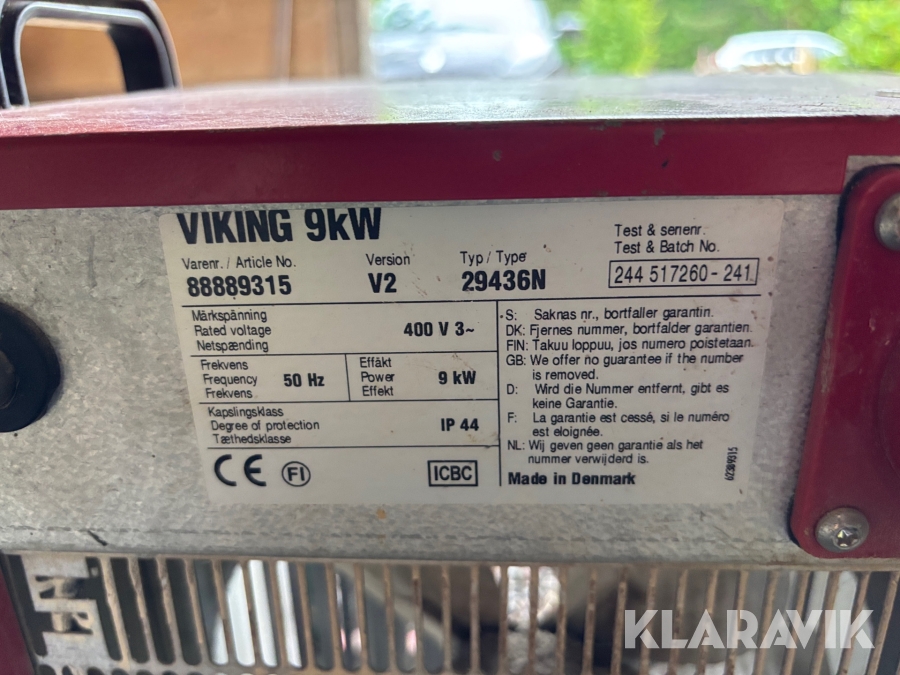 VIKING 9kW
Varenr. / Article No.
88889315
Version
V2
Typ / Type
29436N
Test & serienr.
Test & Batch No.
244 517260-241
Märkspänning
Rated voltage
Netspænding
400 V 3~
Frekvens
Frequency
Frekvens
50 Hz
Effäkt
Power
Effekt
9 kW
Kapslingsklass
Degree of protection
Tæthedsklasse
IP 44
CE FI ICBC
S: Saknas nr., bortfaller garantin.
DK: Fjernes nummer, bortfalder garantien.
FIN: Takuu loppuu, jos numero poistetaan.
GB: We offer no guarantee if the number
is removed.
D: Wird die Nummer entfernt, gibt es
keine Garantie.
F: La garantie est cessé, si le numéro
est eloignée.
NL: Wij geven geen garantie als het
nummer verwijderd is.
Made in Denmark
62389315
KLARAVIK